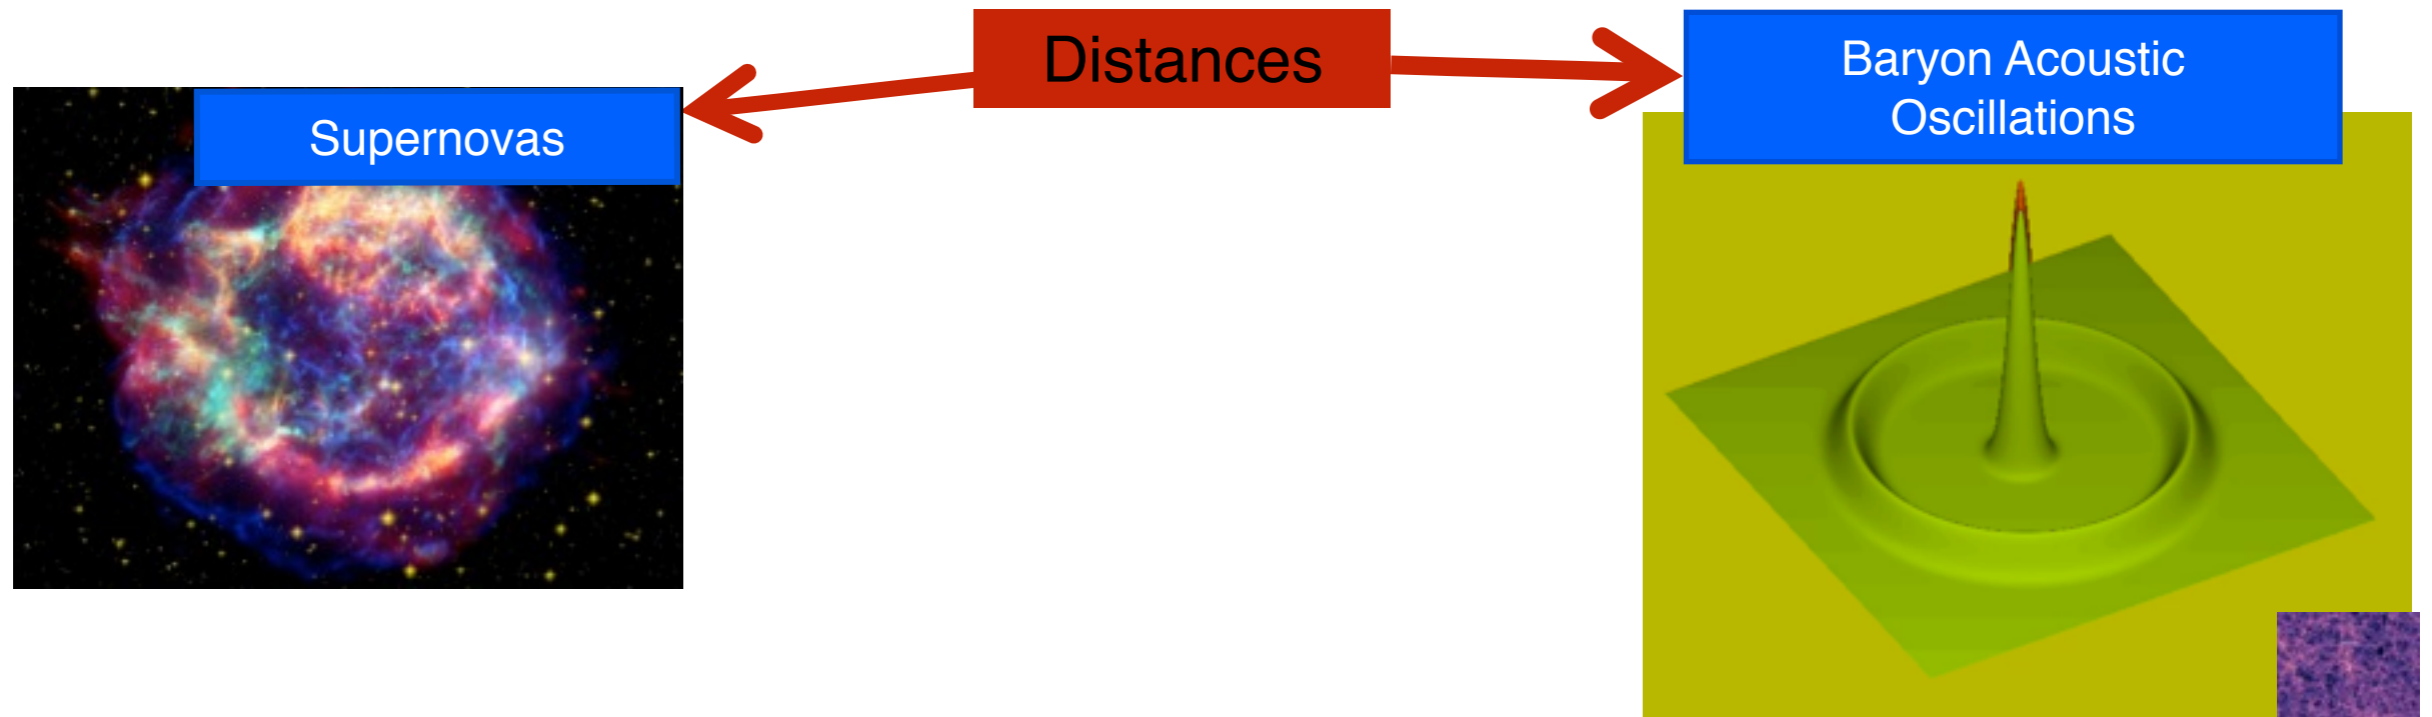 Distances
Supernovas
Baryon Acoustic
Oscillations